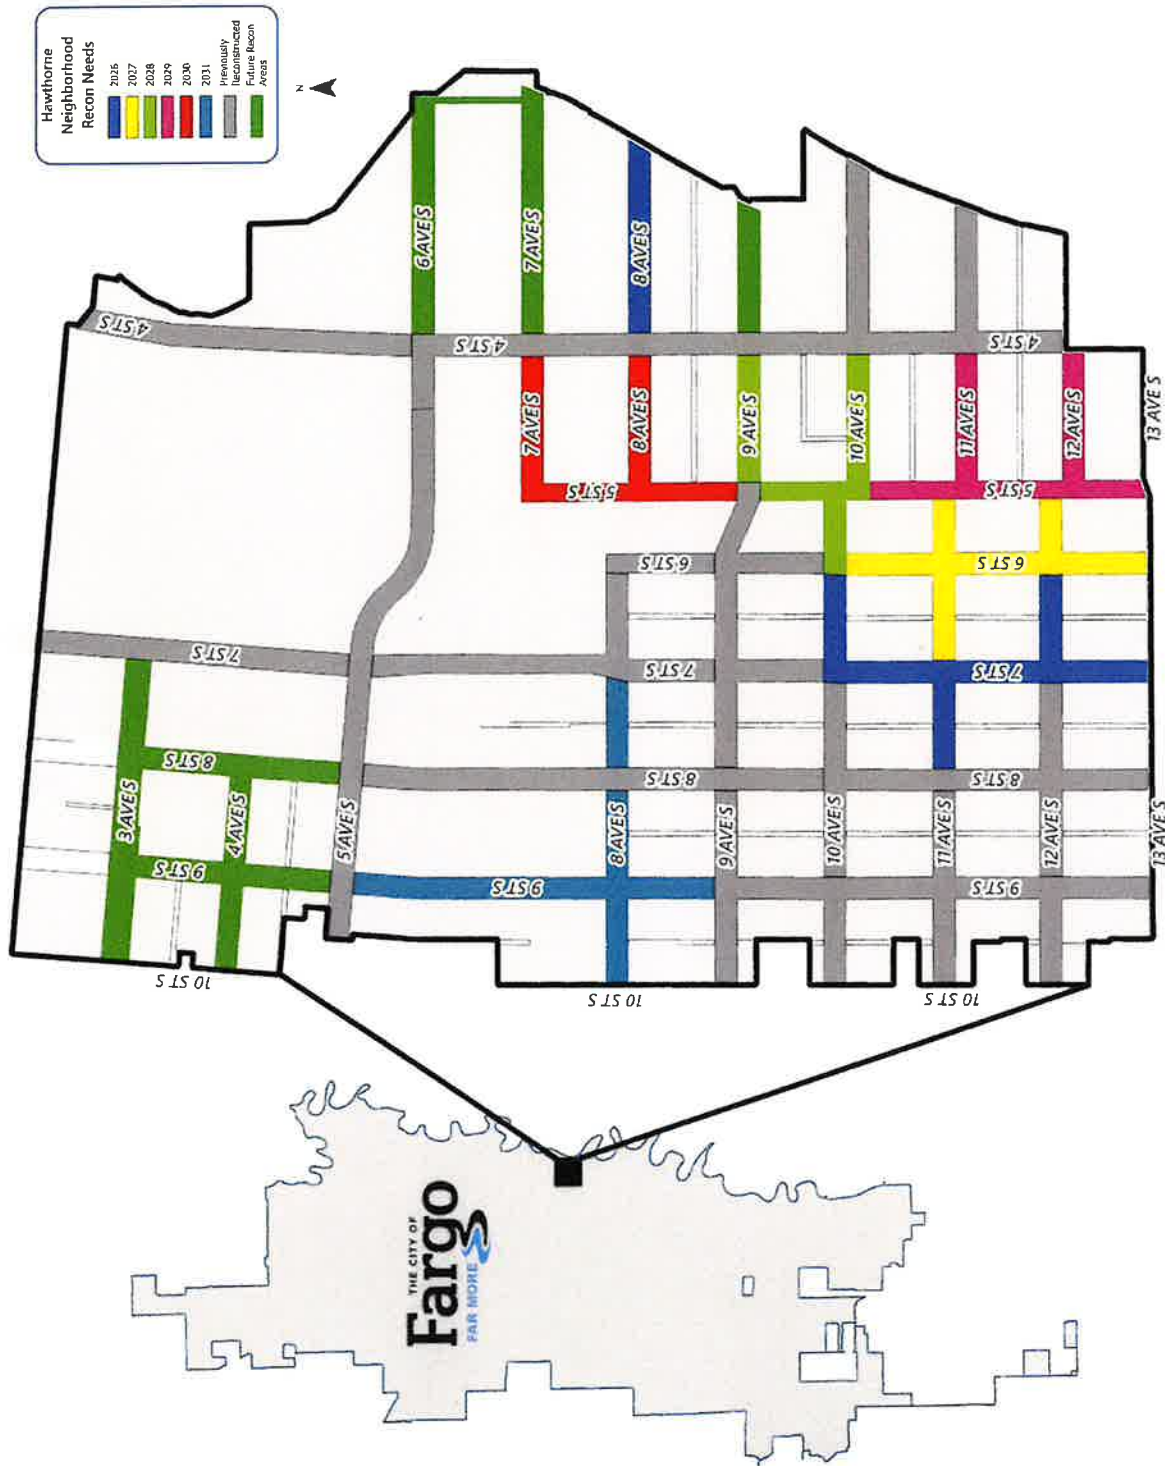 Hawthorne
Neighborhood
Recon Needs
2026
2027
2028
2029
2030
2031
Previously
Reconstructed
Future Recon
Areas
N
4 ST S
6 AVE S
7 AVE S
8 AVE S
4 ST S
4 ST S
7 AVE S
8 AVE S
9 AVE S
10 AVE S
11 AVE S
12 AVE S
13 AVE S
5 ST S
5 ST S
6 ST S
6 ST S
7 ST S
7 ST S
7 ST S
8 ST S
8 ST S
8 ST S
3 AVE S
4 AVE S
5 AVE S
8 AVE S
9 AVE S
10 AVE S
11 AVE S
12 AVE S
13 AVE S
9 ST S
9 ST S
9 ST S
10 ST S
10 ST S
10 ST S
THE CITY OF
Fargo
FAR MORE